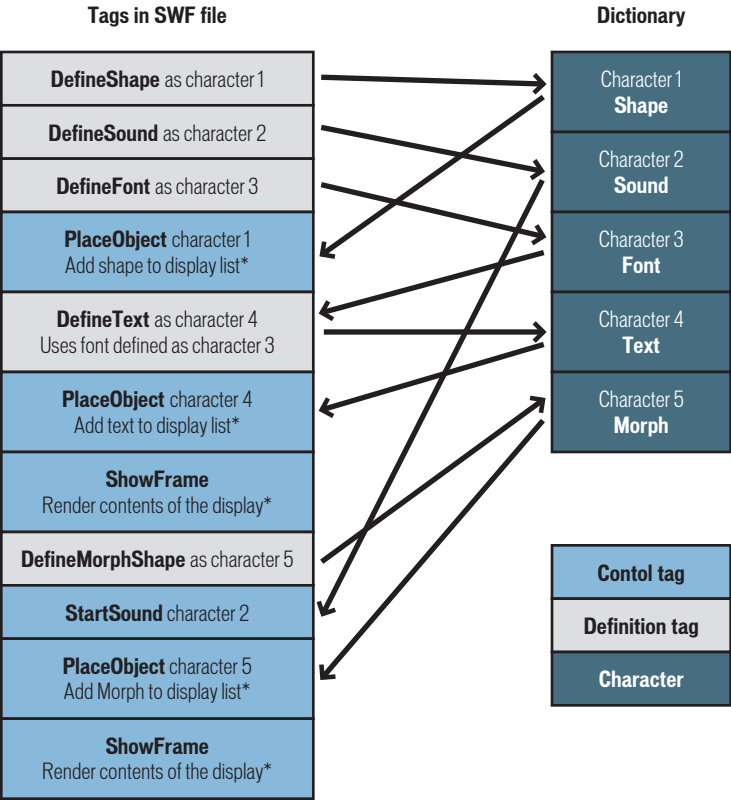 Tags in SWF file
DefineShape as character 1
DefineSound as character 2
DefineFont as character 3
PlaceObject character 1
Add shape to display list*
DefineText as character 4
Uses font defined as character 3
PlaceObject character 4
Add text to display list*
ShowFrame
Render contents of the display*
DefineMorphShape as character 5
StartSound character 2
PlaceObject character 5
Add Morph to display list*
ShowFrame
Render contents of the display*
Dictionary
Character 1
Shape
Character 2
Sound
Character 3
Font
Character 4
Text
Character 5
Morph
Contol tag
Definition tag
Character